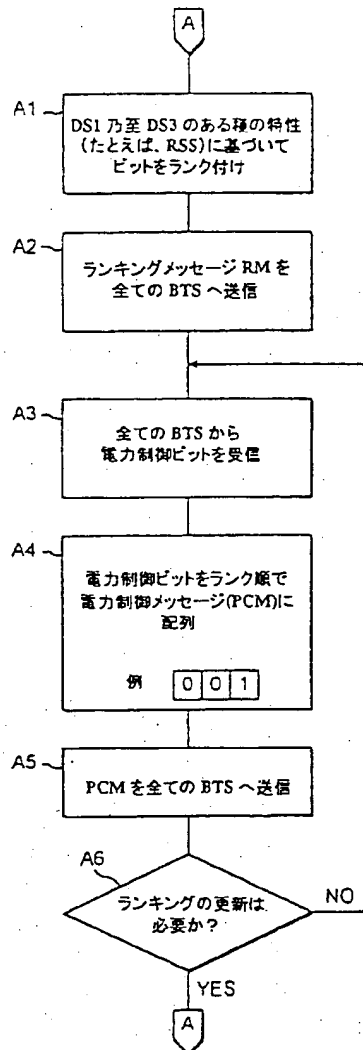 A
A1
DS1 乃至 DS3 のある種の特性
(たとえば、RSS)に基づいて
ビットをランク付け
A2
ランキングメッセージ RM を
全ての BTS へ送信
A3
全ての BTS から
電力制御ビットを受信
A4
電力制御ビットをランク順で
電力制御メッセージ(PCM)に
配列
例 0 0 1
A5
PCM を全ての BTS へ送信
A6
ランキングの更新は
必要か?
NO
YES
A